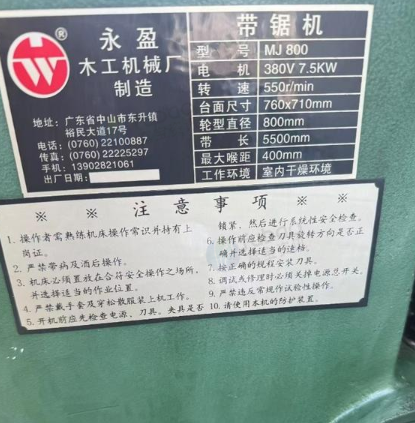 ®
永盈
木工机械厂
制造
地址：广东省中山市东升镇
裕民大道17号
电话：(0760) 22100887
传真：(0760) 22225297
手机：13902821061
出厂日期：
带锯机
型号 MJ 800
电机 380V 7.5KW
转速 550r/min
台面尺寸 760x710mm
轮型直径 800mm
带长 5500mm
最大喉距 400mm
工作环境 室内干燥环境
※ ※ 注意事项 ※ ※
1. 操作者需熟练机床操作常识并持有上
岗证。
2. 严禁带病及酒后操作。
3. 机床必须置放在合符安全操作之场所，
并选择适当的作业位置。
4. 严禁戴手套及穿松散服装上机工作。
5. 开机前应先检查电源、刀具、夹具是否
锁紧，然后进行系统性安全检查。
6. 操作前应检查刀具旋转方向是否正
确并选择适当的速档。
7. 按正确的规程安装刀具。
8. 调试或修理时必须关掉电源总开关。
9. 严禁违反常规作试验性操作。
10. 请使用本机的防护装置。